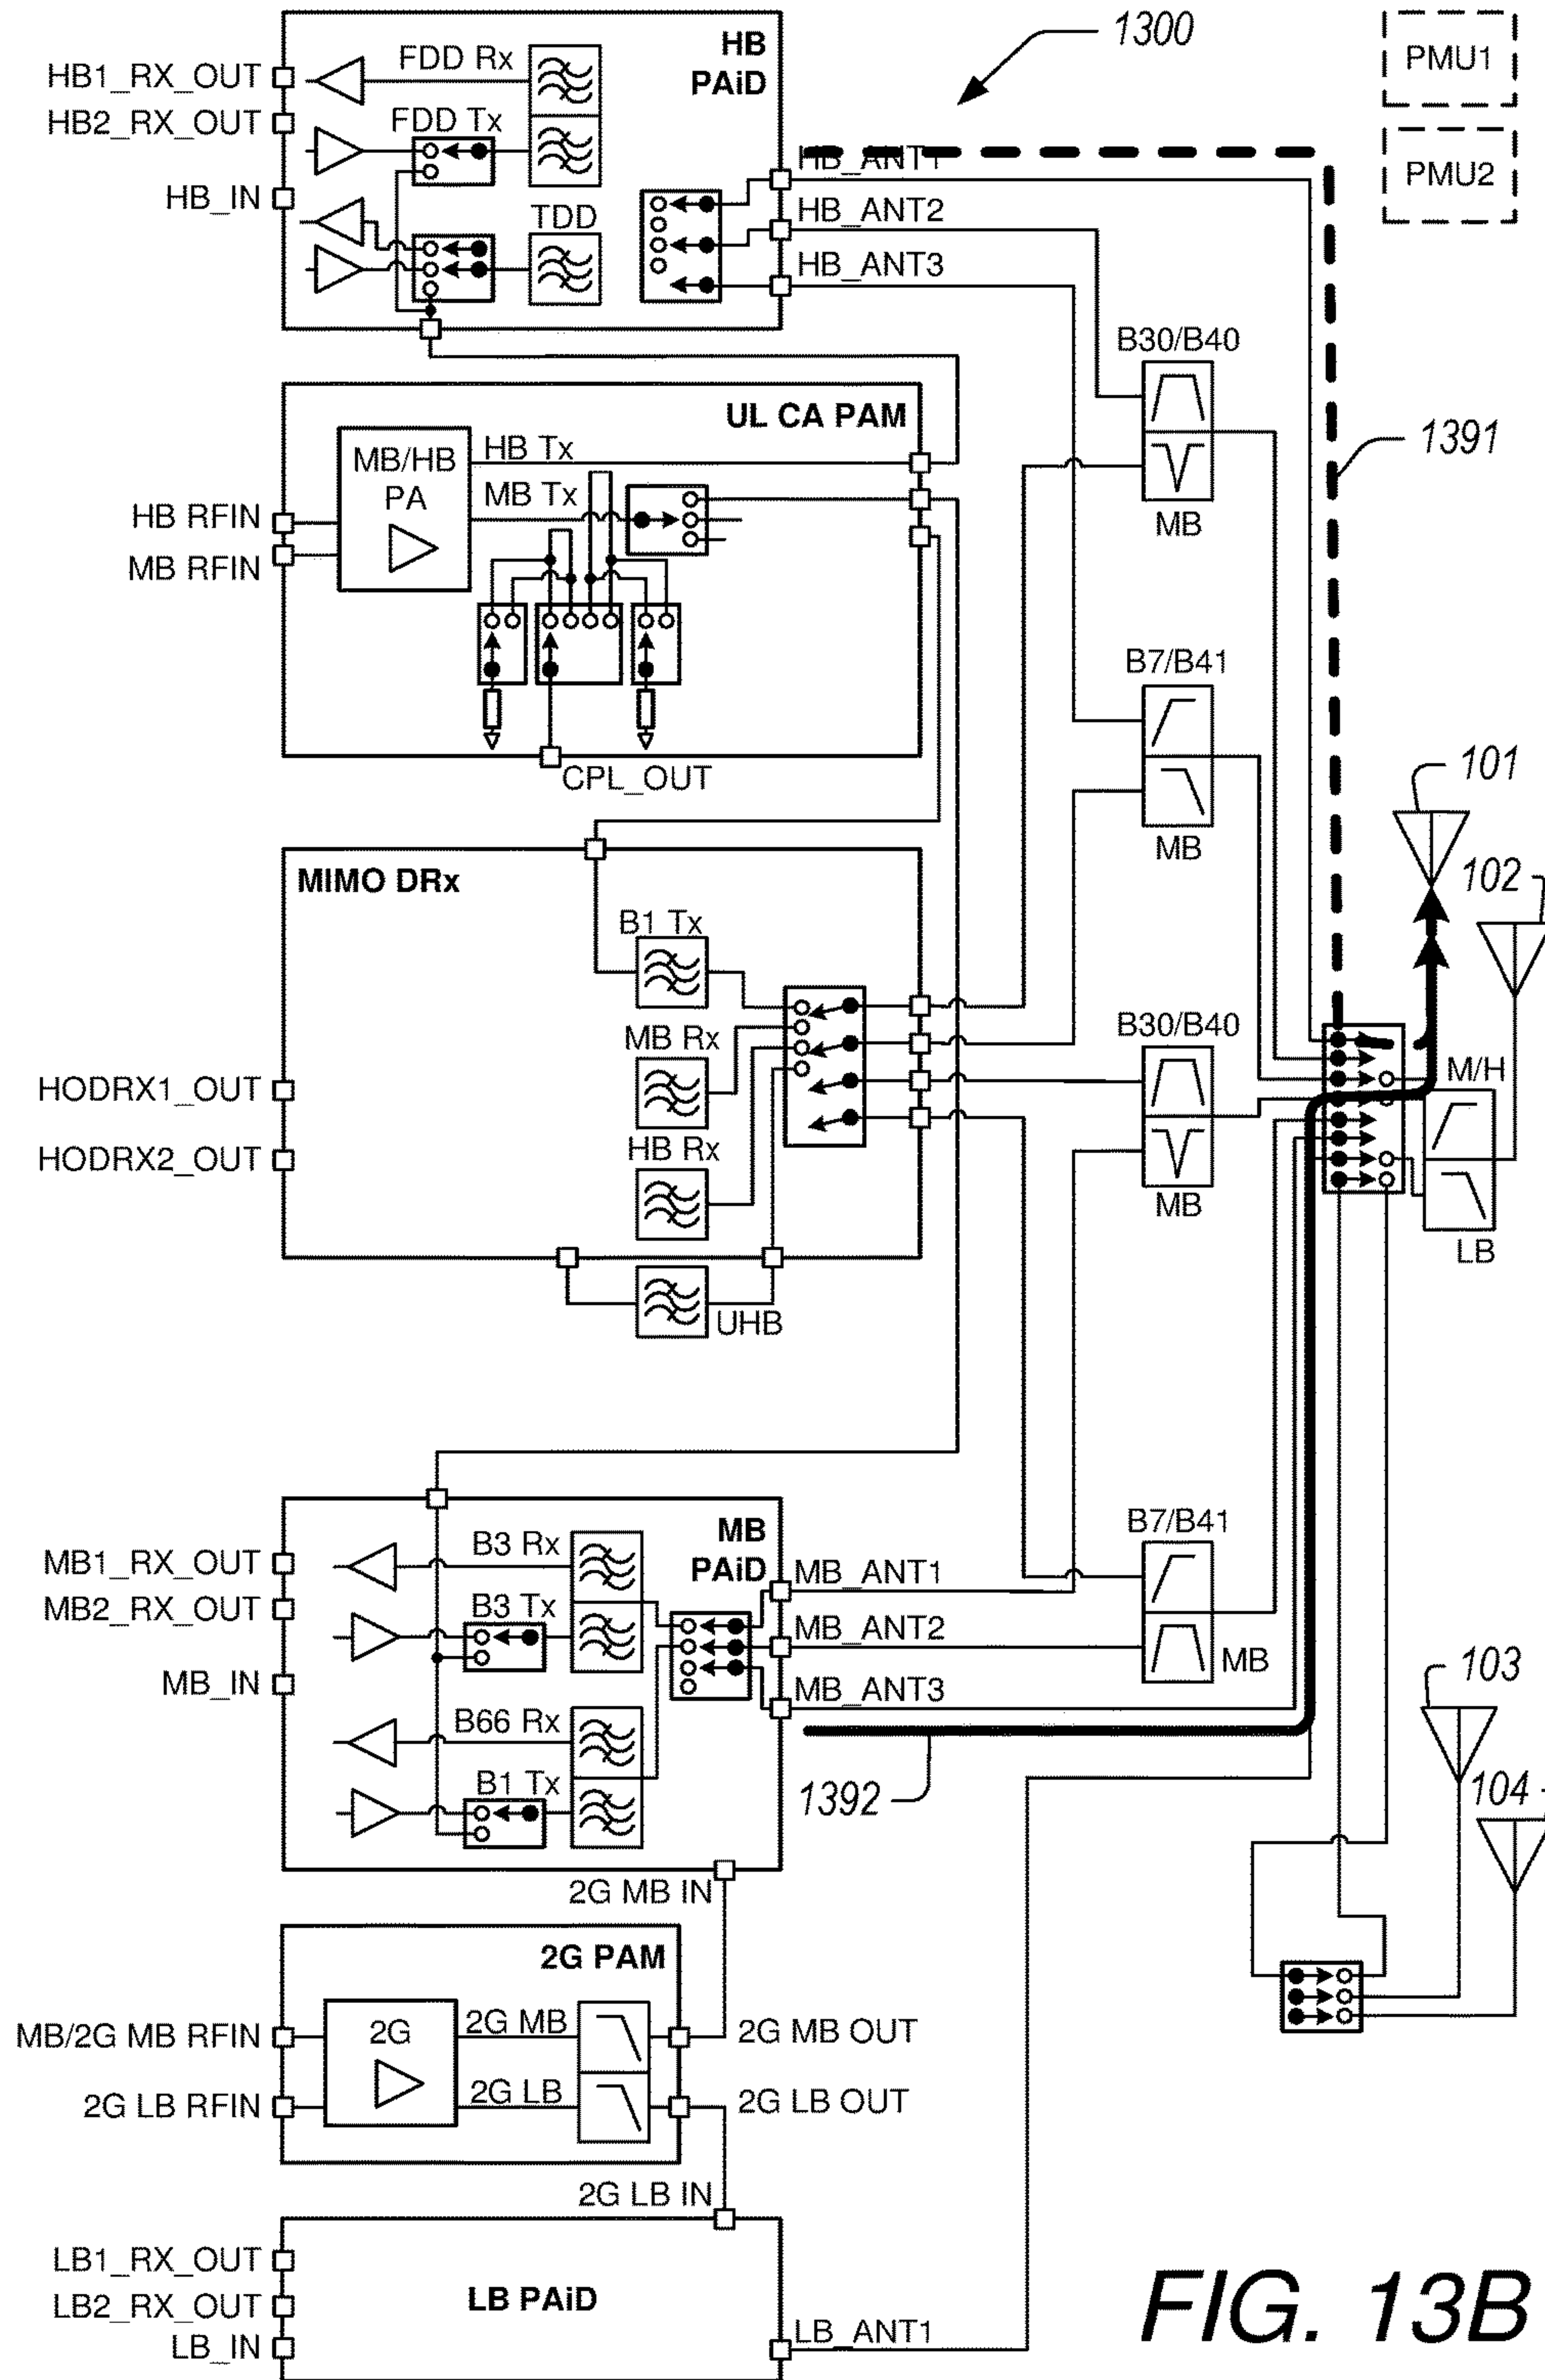 1300
PMU1
PMU2
HB
PAiD
HB1_RX_OUT
HB2_RX_OUT
HB_IN
FDD Rx
FDD Tx
TDD
HB_ANT1
HB_ANT2
HB_ANT3
B30/B40
MB
1391
UL CA PAM
MB/HB
PA
HB Tx
MB Tx
HB RFIN
MB RFIN
CPL_OUT
B7/B41
MB
101
102
MIMO DRx
B1 Tx
MB Rx
HB Rx
HODRX1_OUT
HODRX2_OUT
UHB
B30/B40
MB
M/H
LB
MB
PAiD
MB1_RX_OUT
MB2_RX_OUT
MB_IN
B3 Rx
B3 Tx
B66 Rx
B1 Tx
MB_ANT1
MB_ANT2
MB_ANT3
B7/B41
MB
1392
103
104
2G MB IN
2G PAM
MB/2G MB RFIN
2G LB RFIN
2G
2G MB
2G LB
2G MB OUT
2G LB OUT
2G LB IN
LB1_RX_OUT
LB2_RX_OUT
LB_IN
LB PAiD
LB_ANT1
FIG. 13B